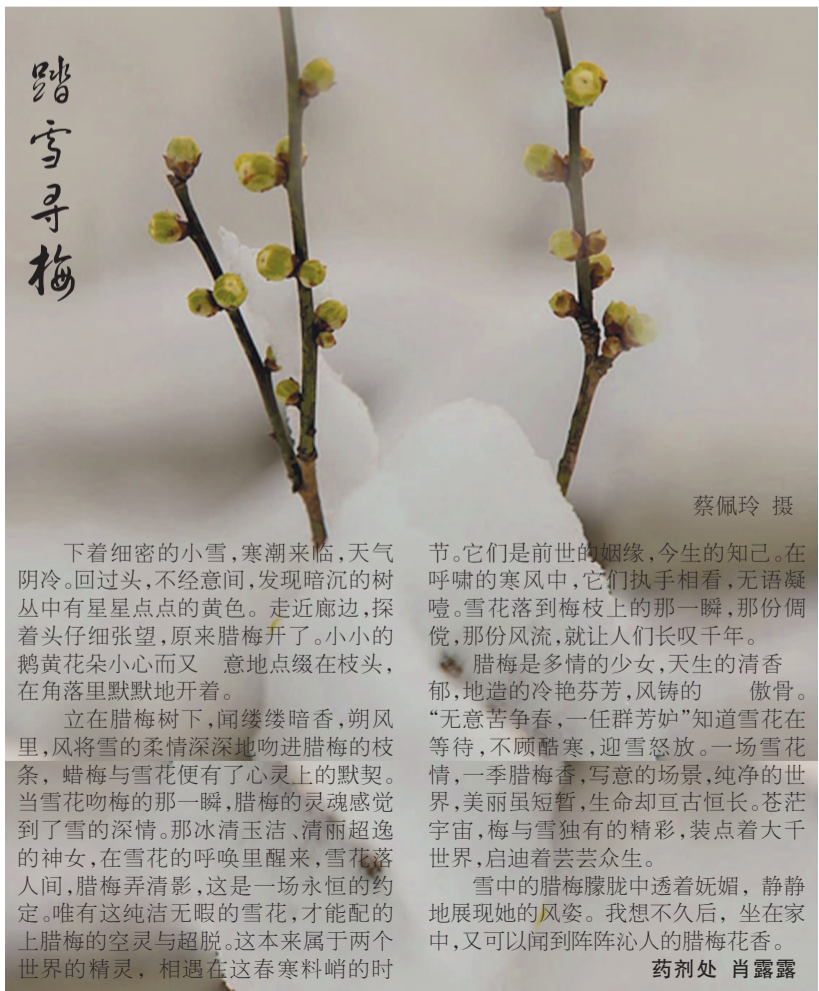 踏雪寻梅
蔡佩玲 摄
下着细密的小雪,寒潮来临,天气
阴冷。回过头,不经意间,发现暗沉的树
丛中有星星点点的黄色。走近廊边,探
着头仔细张望,原来腊梅开了。小小的
鹅黄花朵小心而又 意地点缀在枝头,
在角落里默默地开着。
立在腊梅树下,闻缕缕暗香,朔风
里,风将雪的柔情深深地吻进腊梅的枝
条,蜡梅与雪花便有了心灵上的默契。
当雪花吻梅的那一瞬,腊梅的灵魂感觉
到了雪的深情。那冰清玉洁、清丽超逸
的神女,在雪花的呼唤里醒来,雪花落
人间,腊梅弄清影,这是一场永恒的约
定。唯有这纯洁无暇的雪花,才能配的
上腊梅的空灵与超脱。这本来属于两个
世界的精灵,相遇在这春寒料峭的时
节。它们是前世的姻缘,今生的知己。在
呼啸的寒风中,它们执手相看,无语凝
噎。雪花落到梅枝上的那一瞬,那份倜
傥,那份风流,就让人们长叹千年。
腊梅是多情的少女,天生的清香
郁,地造的冷艳芬芳,风铸的 傲骨。
“无意苦争春,一任群芳妒”知道雪花在
等待,不顾酷寒,迎雪怒放。一场雪花
情,一季腊梅香,写意的场景,纯净的世
界,美丽虽短暂,生命却亘古恒长。苍茫
宇宙,梅与雪独有的精彩,装点着大千
世界,启迪着芸芸众生。
雪中的腊梅朦胧中透着妩媚,静静
地展现她的风姿。我想不久后,坐在家
中,又可以闻到阵阵沁人的腊梅花香。
药剂处 肖露露